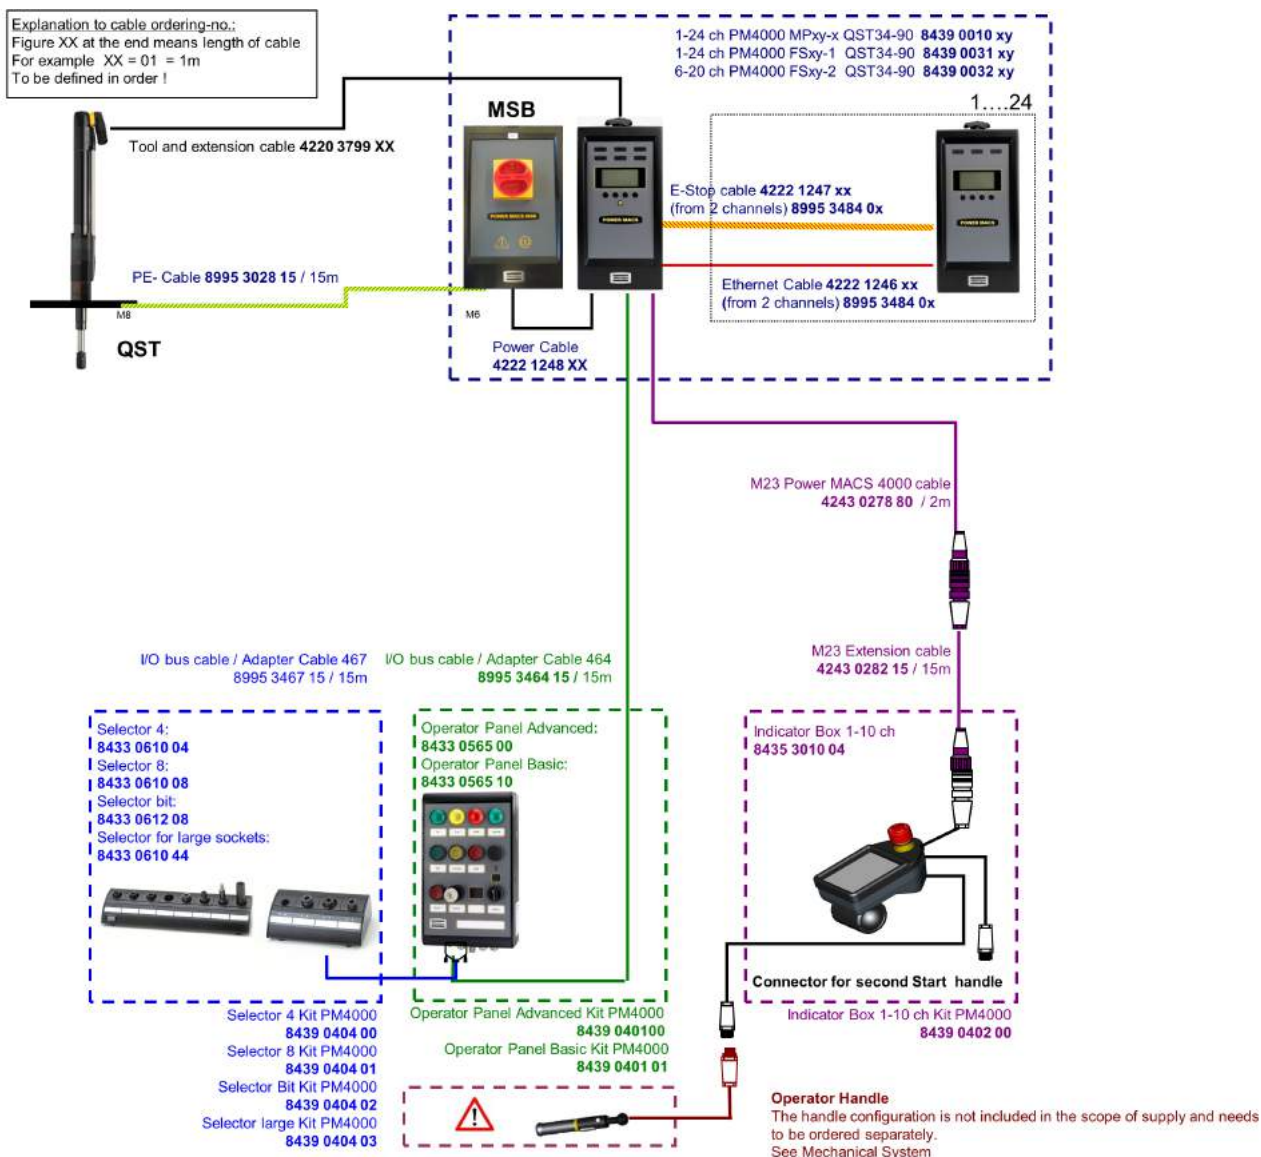 Explanation to cable ordering-no.:
Figure XX at the end means length of cable
For example XX = 01 = 1m
To be defined in order !
1-24 ch PM4000 MPxy-x QST34-90 8439 0010 xy
1-24 ch PM4000 FSxy-1 QST34-90 8439 0031 xy
6-20 ch PM4000 FSxy-2 QST34-90 8439 0032 xy
1....24
MSB
Tool and extension cable 4220 3799 XX
E-Stop cable 4222 1247 xx
(from 2 channels) 8995 3484 0x
POWER MACS
POWER MACS
PE- Cable 8995 3028 15 / 15m
Ethernet Cable 4222 1246 xx
(from 2 channels) 8995 3484 0x
M8
M6
QST
Power Cable
4222 1248 XX
M23 Power MACS 4000 cable
4243 0278 80 / 2m
I/O bus cable / Adapter Cable 467
8995 3467 15 / 15m
I/O bus cable / Adapter Cable 464
8995 3464 15 / 15m
M23 Extension cable
4243 0282 15 / 15m
Selector 4:
8433 0610 04
Selector 8:
8433 0610 08
Selector bit:
8433 0612 08
Selector for large sockets:
8433 0610 44
Operator Panel Advanced:
8433 0565 00
Operator Panel Basic:
8433 0565 10
Indicator Box 1-10 ch
8435 3010 04
Connector for second Start handle
Selector 4 Kit PM4000
8439 0404 00
Selector 8 Kit PM4000
8439 0404 01
Selector Bit Kit PM4000
8439 0404 02
Selector large Kit PM4000
8439 0404 03
Operator Panel Advanced Kit PM4000
8439 040100
Operator Panel Basic Kit PM4000
8439 0401 01
Indicator Box 1-10 ch Kit PM4000
8439 0402 00
Operator Handle
The handle configuration is not included in the scope of supply and needs
to be ordered separately.
See Mechanical System